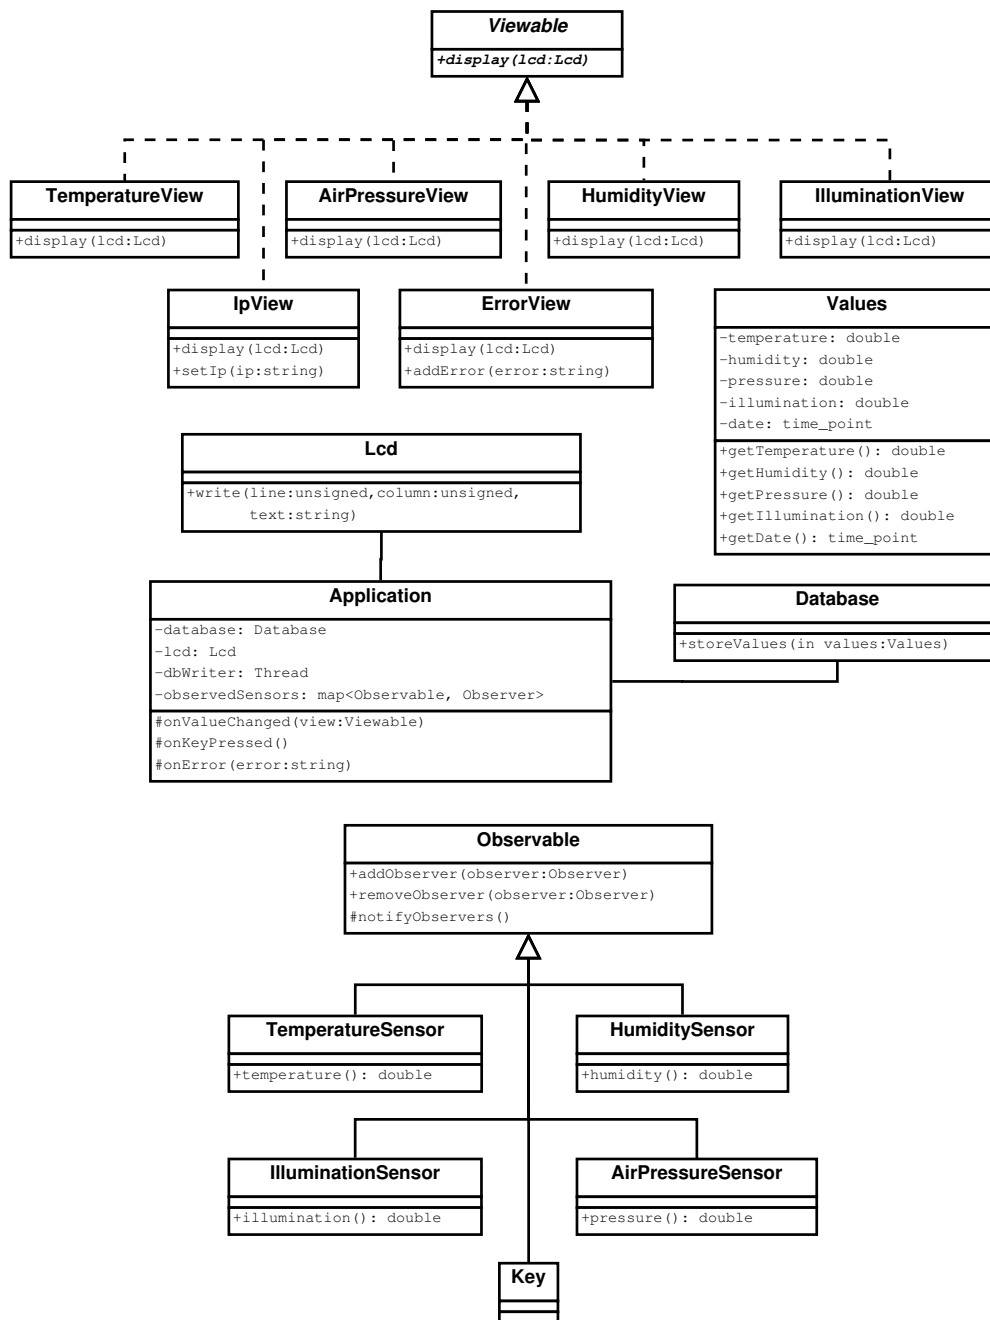 Viewable
+display(lcd:Lcd)
TemperatureView
+display(lcd:Lcd)
AirPressureView
+display(lcd:Lcd)
HumidityView
+display(lcd:Lcd)
IlluminationView
+display(lcd:Lcd)
IpView
+display(lcd:Lcd)
+setIp(ip:string)
ErrorView
+display(lcd:Lcd)
+addError(error:string)
Values
-temperature: double
-humidity: double
-pressure: double
-illumination: double
-date: time_point
+getTemperature(): double
+getHumidity(): double
+getPressure(): double
+getIllumination(): double
+getDate(): time_point
Lcd
+write(line:unsigned,column:unsigned,
text:string)
Application
-database: Database
-lcd: Lcd
-dbWriter: Thread
-observedSensors: map<Observable, Observer>
#onValueChanged(view:Viewable)
#onKeyPressed()
#onError(error:string)
Database
+storeValues(in values:Values)
Observable
+addObserver(observer:Observer)
+removeObserver(observer:Observer)
#notifyObservers()
TemperatureSensor
+temperature(): double
HumiditySensor
+humidity(): double
IlluminationSensor
+illumination(): double
AirPressureSensor
+pressure(): double
Key